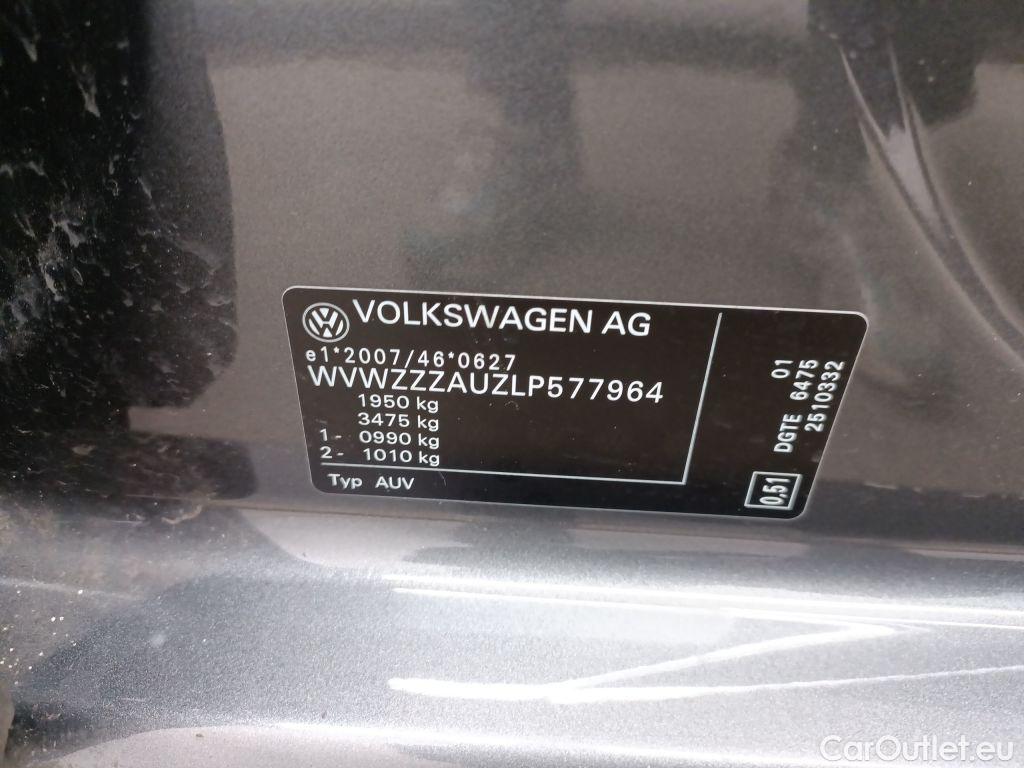 VOLKSWAGEN AG
e1*2007/46*0627
WVWZZZAUZLP577964
1950 kg
3475 kg
1- 0990 kg
2- 1010 kg
Typ AUV
01
DGTE 6475
2510332
0,51
CarOutlet.eu